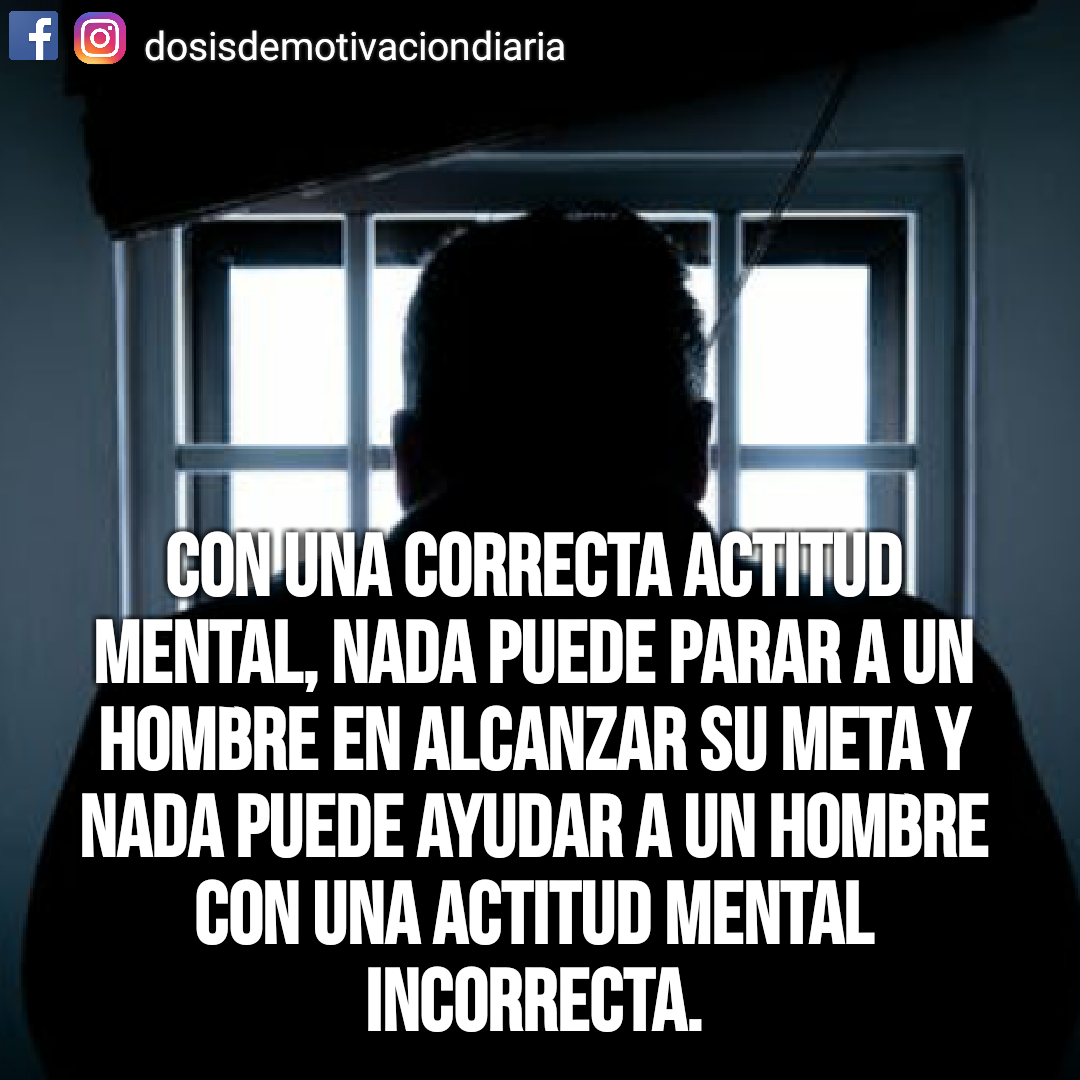 dosisdemotivaciondiaria
CON UNA CORRECTA ACTITUD
MENTAL, NADA PUEDE PARAR A UN
HOMBRE EN ALCANZAR SU META Y
NADA PUEDE AYUDAR A UN HOMBRE
CON UNA ACTITUD MENTAL
INCORRECTA.